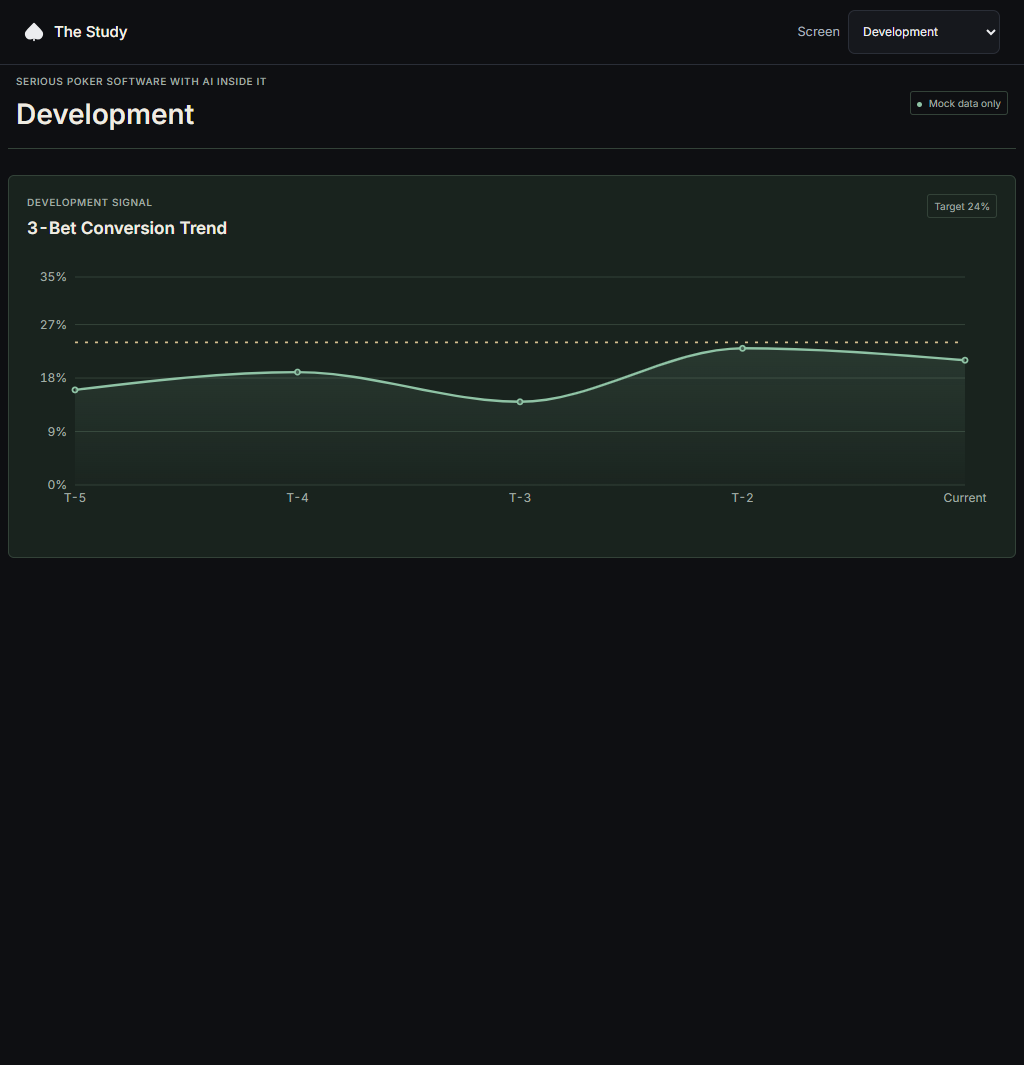 The Study
Screen
Development
SERIOUS POKER SOFTWARE WITH AI INSIDE IT
Development
Mock data only
DEVELOPMENT SIGNAL
3-Bet Conversion Trend
Target 24%
35%
27%
18%
9%
0%
T-5
T-4
T-3
T-2
Current